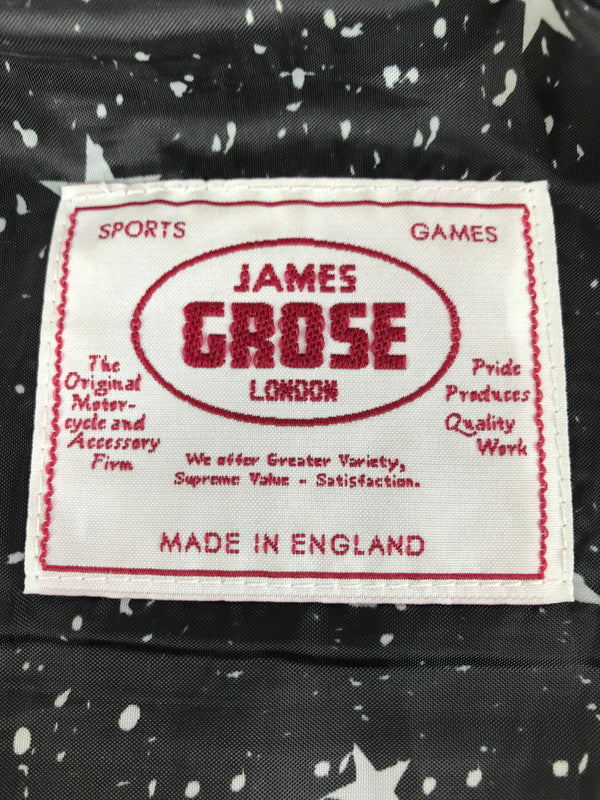 SPORTS
GAMES
JAMES
GROSE
LONDON
The
Original
Motor-
cycle and
Accessory
Firm
Pride
Produces
Quality
Work
We offer Greater Variety,
Supreme Value - Satisfaction.
MADE IN ENGLAND